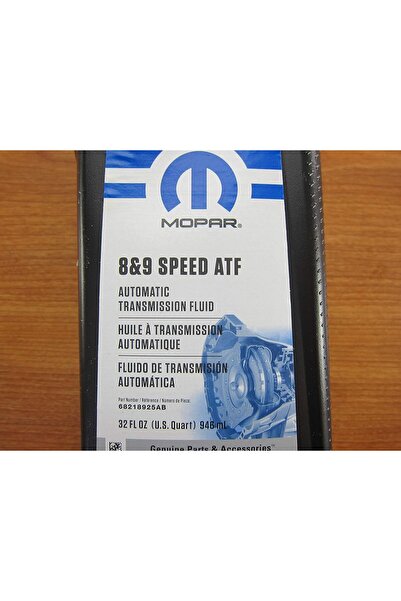 MOPAR®
8&9 SPEED ATF
AUTOMATIC
TRANSMISSION FLUID
HUILE À TRANSMISSION
AUTOMATIQUE
FLUIDO DE TRANSMISIÓN
AUTOMÁTICA
Part Number / Référence / Número de Pieza:
68218925AB
32 FL OZ (U.S. Quart) 946 mL
Genuine Parts & Accessories™